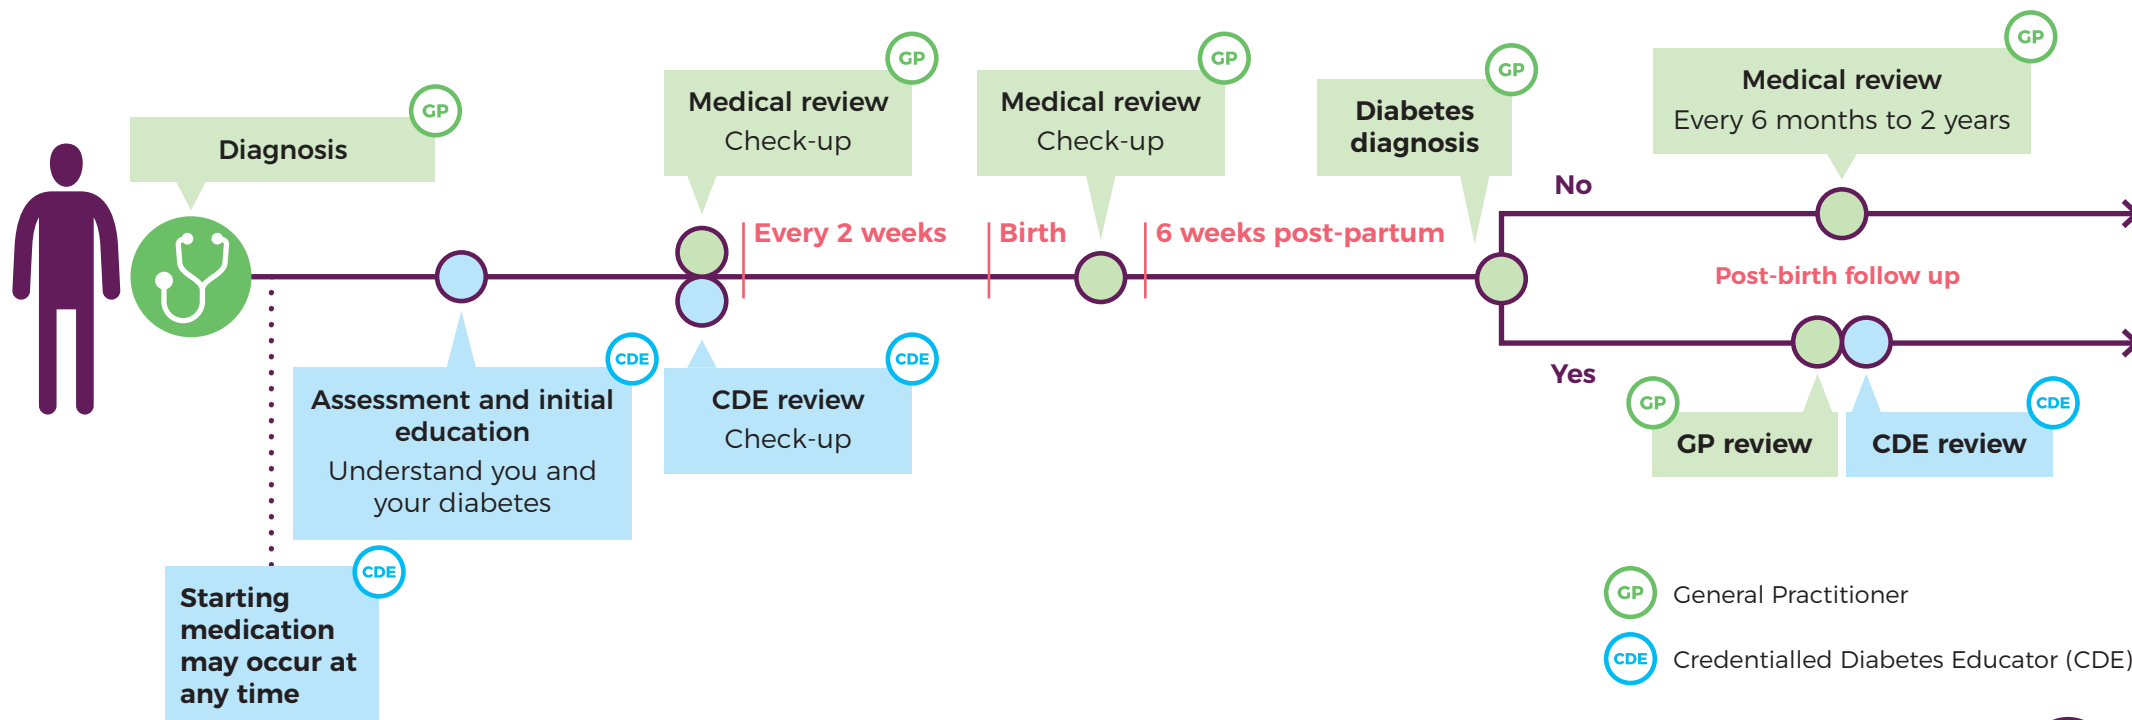 GP
Diagnosis
GP
Medical review
Check-up
GP
Medical review
Check-up
GP
Diabetes
diagnosis
GP
Medical review
Every 6 months to 2 years
No
Every 2 weeks
Birth
6 weeks post-partum
Post-birth follow up
Yes
CDE
Assessment and initial
education
Understand you and
your diabetes
CDE
CDE review
Check-up
GP
GP review
CDE
CDE review
CDE
Starting
medication
may occur at
any time
GP
General Practitioner
CDE
Credentialled Diabetes Educator (CDE)